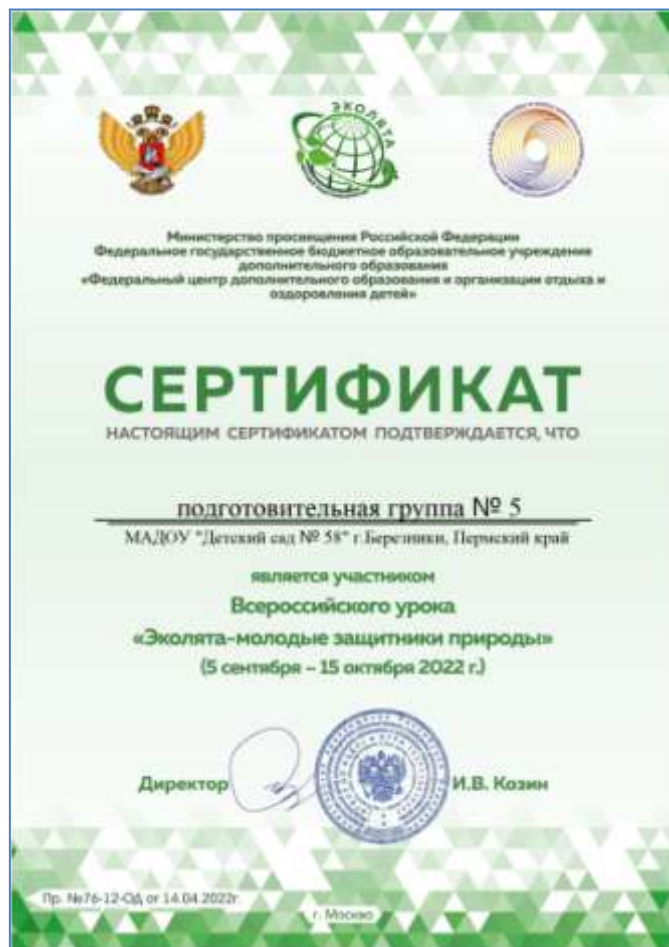 ЭКОЛЯТА
Министерство просвещения Российской Федерации
Федеральное государственное бюджетное образовательное учреждение
дополнительного образования
«Федеральный центр дополнительного образования и организации отдыха и
оздоровления детей»
СЕРТИФИКАТ
НАСТОЯЩИМ СЕРТИФИКАТОМ ПОДТВЕРЖДАЕТСЯ, ЧТО
подготовительная группа № 5
МАДОУ "Детский сад № 58" г.Березники, Пермский край
является участником
Всероссийского урока
«Эколята-молодые защитники природы»
(5 сентября – 15 октября 2022 г.)
Директор И.В. Козин
Пр. №76-12-ОД от 14.04.2022г.
г. Москва